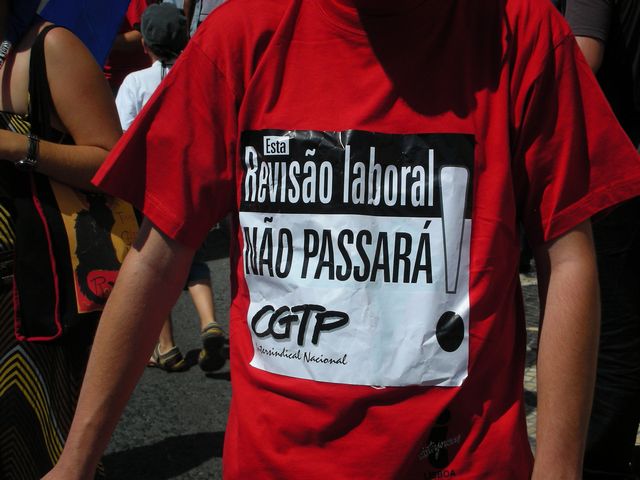 Esta
Revisão laboral
NÃO PASSARÁ!
CGTP
Intersindical Nacional
LISBOA